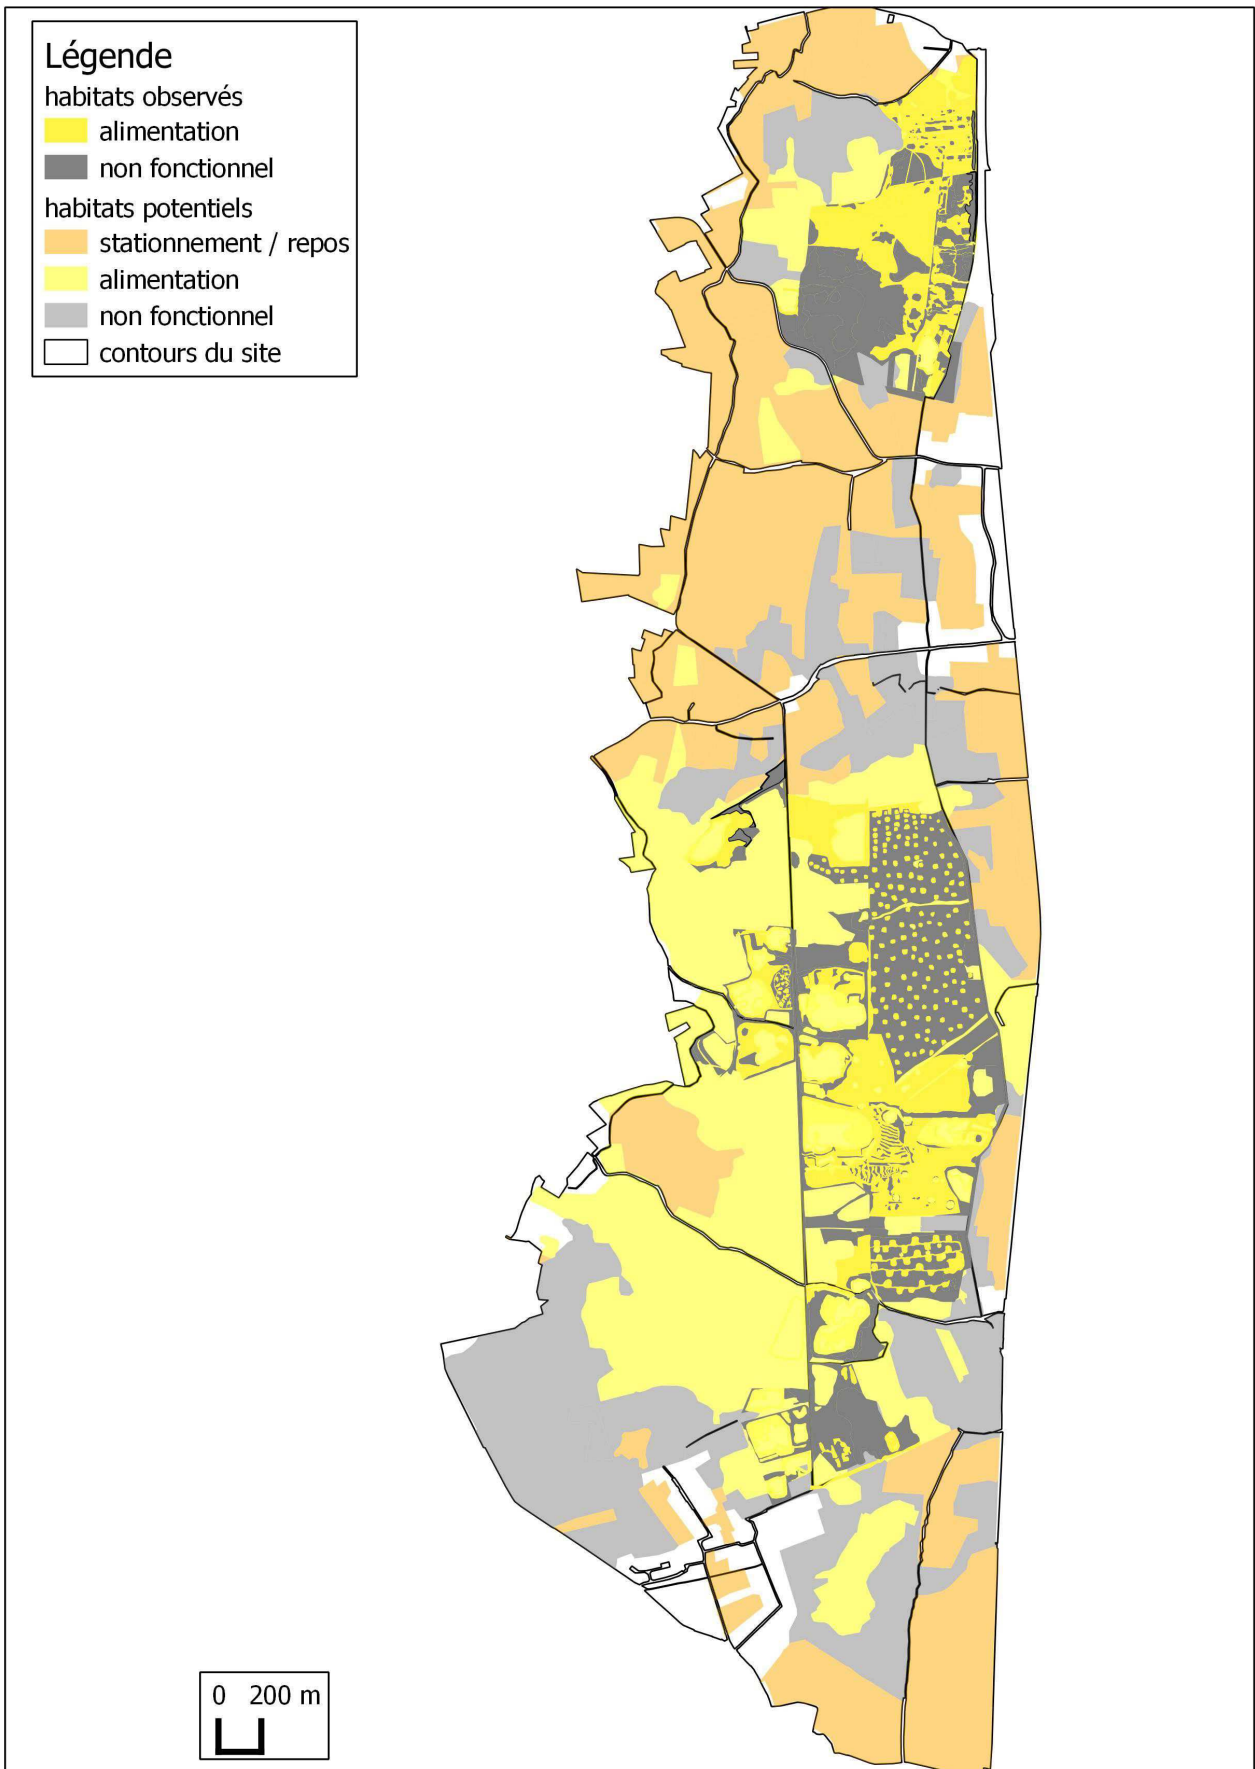 Légende
habitats observés
alimentation
non fonctionnel
habitats potentiels
stationnement / repos
alimentation
non fonctionnel
contours du site
0 200 m